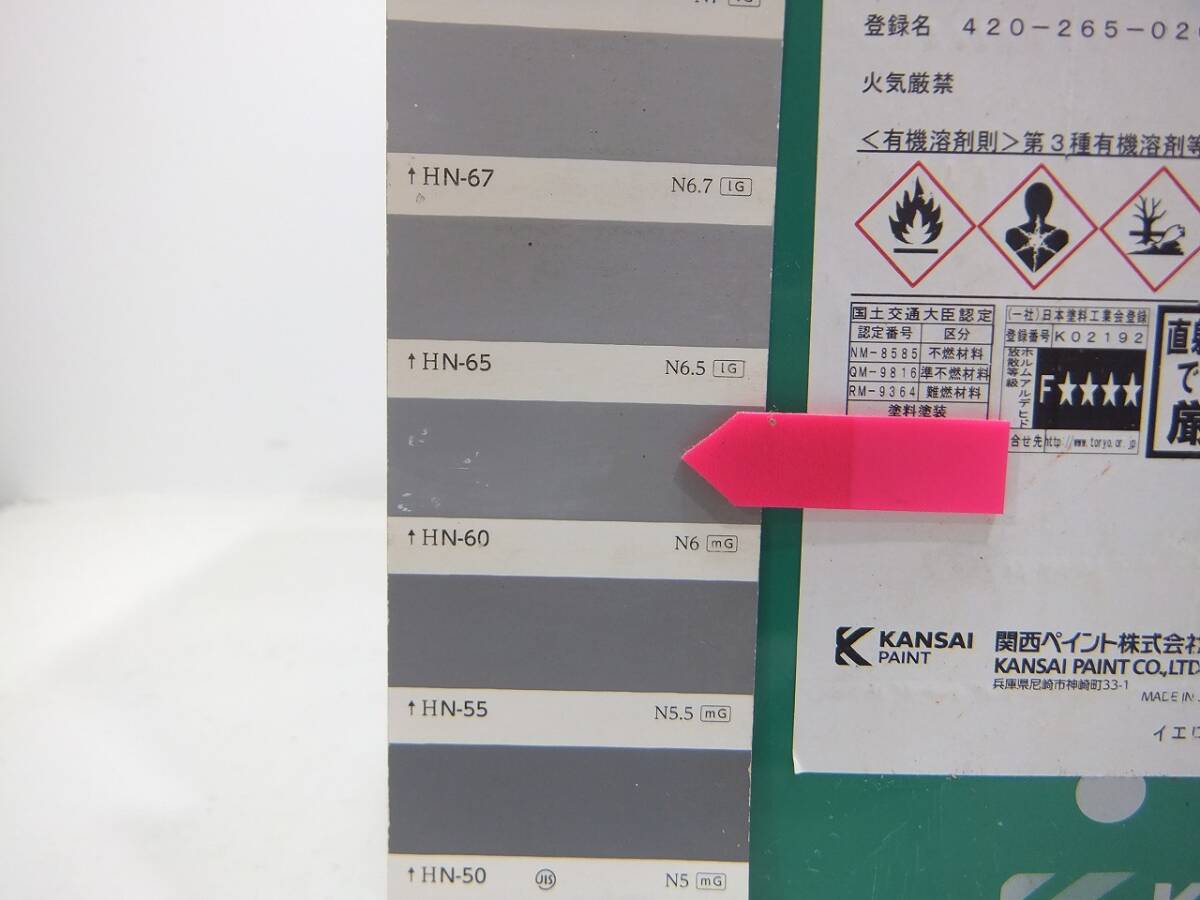 ↑HN-67 N6.7 lG
↑HN-65 N6.5 lG
↑HN-60 N6 mG
↑HN-55 N5.5 mG
↑HN-50 JIS N5 mG
登録名 420-265-02
火気厳禁
<有機溶剤則>第3種有機溶剤等
国土交通大臣認定
認定番号 区分
NM-8585 不燃材料
QM-9816 準不燃材料
RM-9364 難燃材料
塗料塗装
(一社)日本塗料工業会登録
登録番号 K02192
ホルムアルデヒド
放散等級
F★★★★
合せ先 http://www.toryo.or.jp
で
KANSAI
PAINT
関西ペイント株式会社
KANSAI PAINT CO.,LTD
兵庫県尼崎市神崎町33-1
MADE IN
イエロ